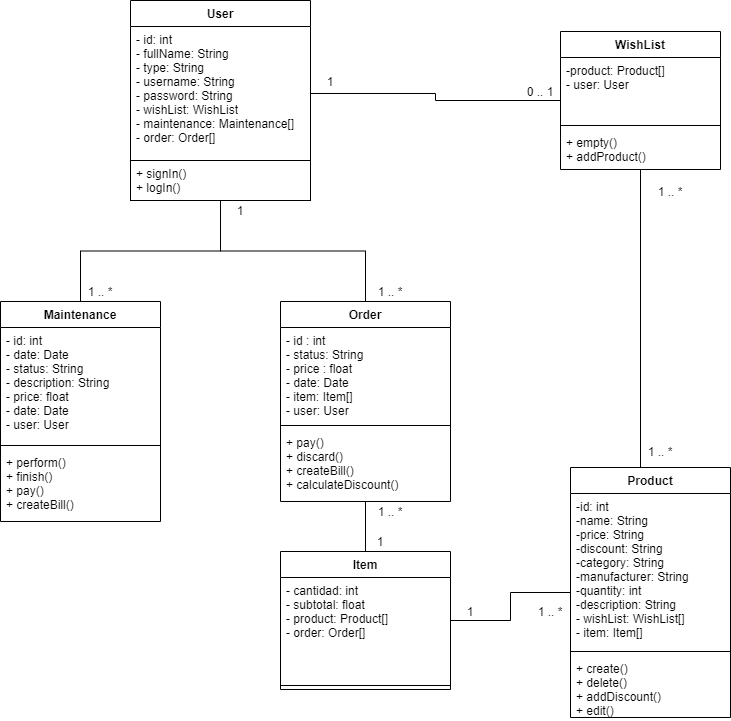 User
- id: int
- fullName: String
- type: String
- username: String
- password: String
- wishList: WishList
- maintenance: Maintenance[]
- order: Order[]
+ signIn()
+ logIn()
1
0 .. 1
WishList
-product: Product[]
- user: User
+ empty()
+ addProduct()
1 .. *
1
1 .. *
1 .. *
Maintenance
- id: int
- date: Date
- status: String
- description: String
- price: float
- date: Date
- user: User
+ perform()
+ finish()
+ pay()
+ createBill()
Order
- id : int
- status: String
- price : float
- date: Date
- item: Item[]
- user: User
+ pay()
+ discard()
+ createBill()
+ calculateDiscount()
1 .. *
1
Item
- cantidad: int
- subtotal: float
- product: Product[]
- order: Order[]
1
1 .. *
1 .. *
Product
-id: int
-name: String
-price: String
-discount: String
-category: String
-manufacturer: String
-quantity: int
-description: String
- wishList: WishList[]
- item: Item[]
+ create()
+ delete()
+ addDiscount()
+ edit()